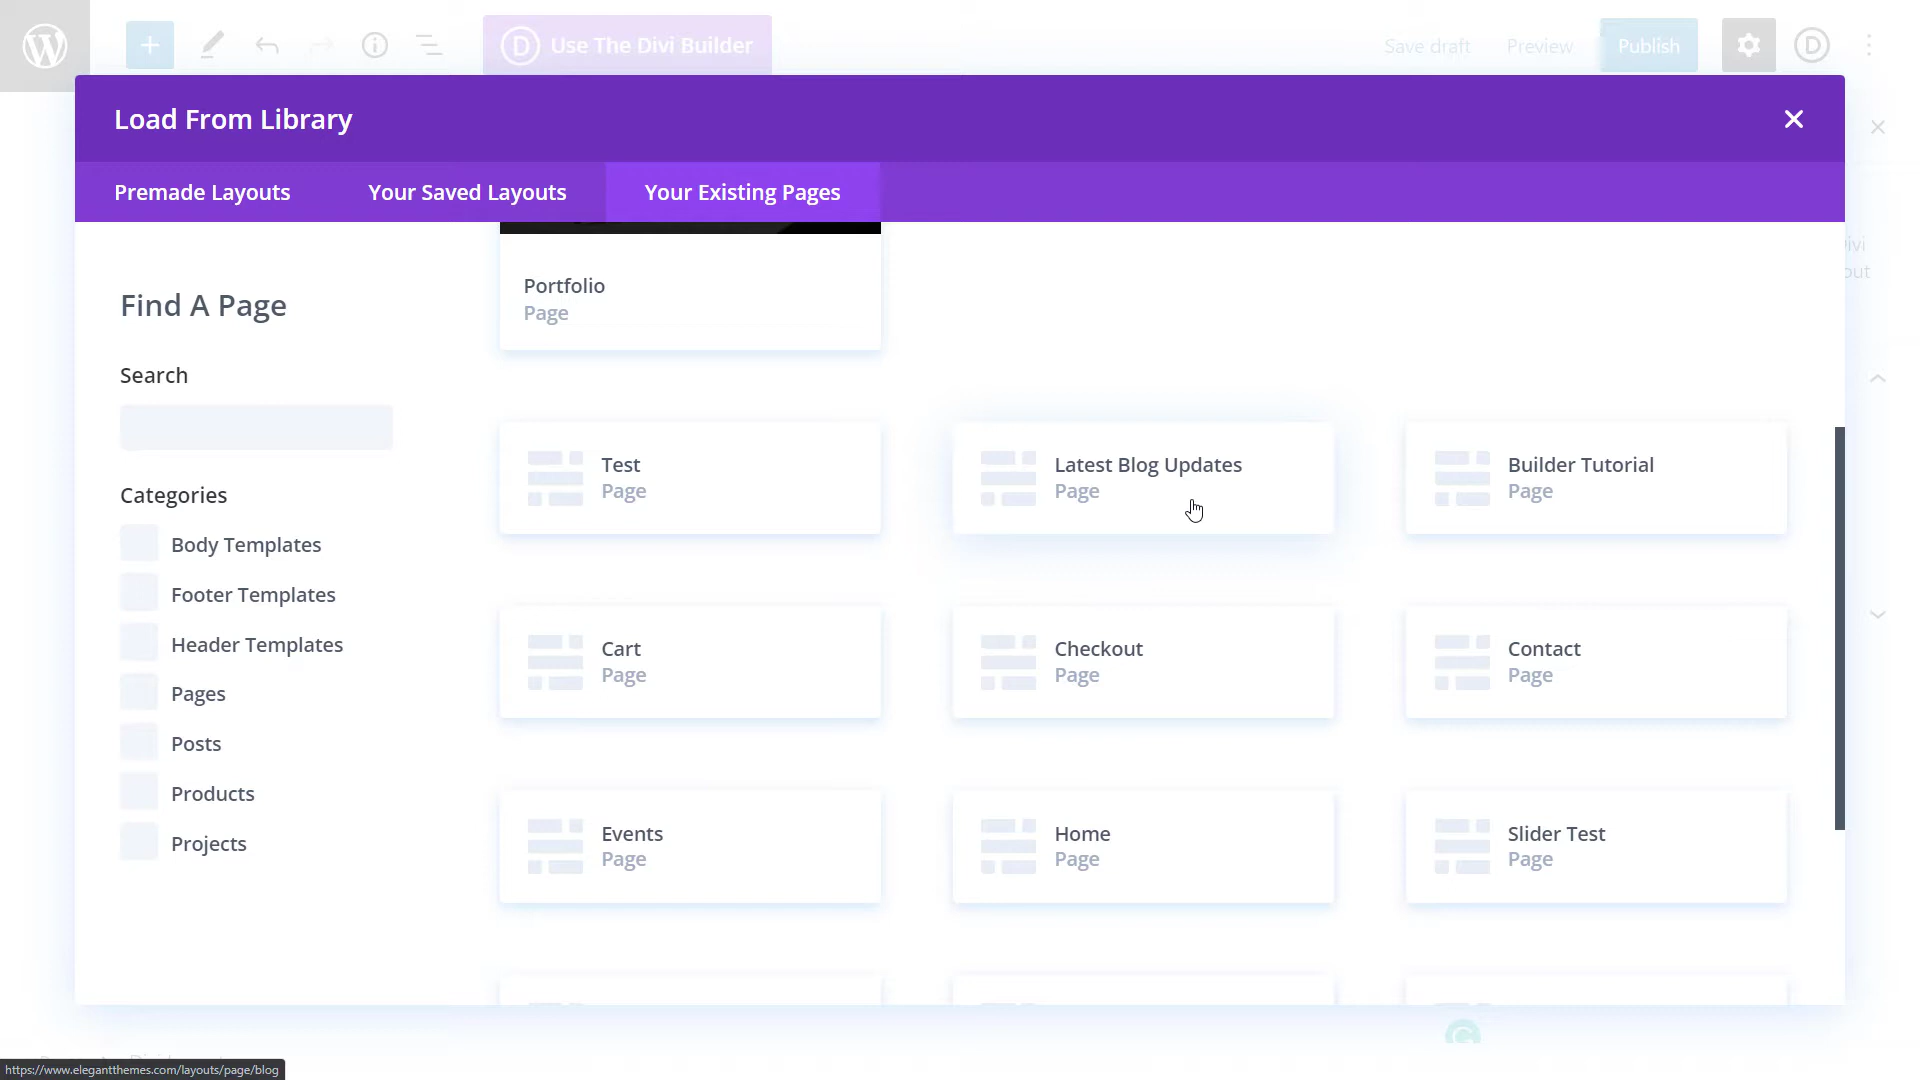 Use The Divi Builder
Save draft
Preview
Publish
Load From Library
Premade Layouts
Your Saved Layouts
Your Existing Pages
Find A Page
Search
Categories
Body Templates
Footer Templates
Header Templates
Pages
Posts
Products
Projects
Portfolio
Page
Test
Page
Latest Blog Updates
Page
Builder Tutorial
Page
Cart
Page
Checkout
Page
Contact
Page
Events
Page
Home
Page
Slider Test
Page
https://www.elegantthemes.com/layouts/page/blog